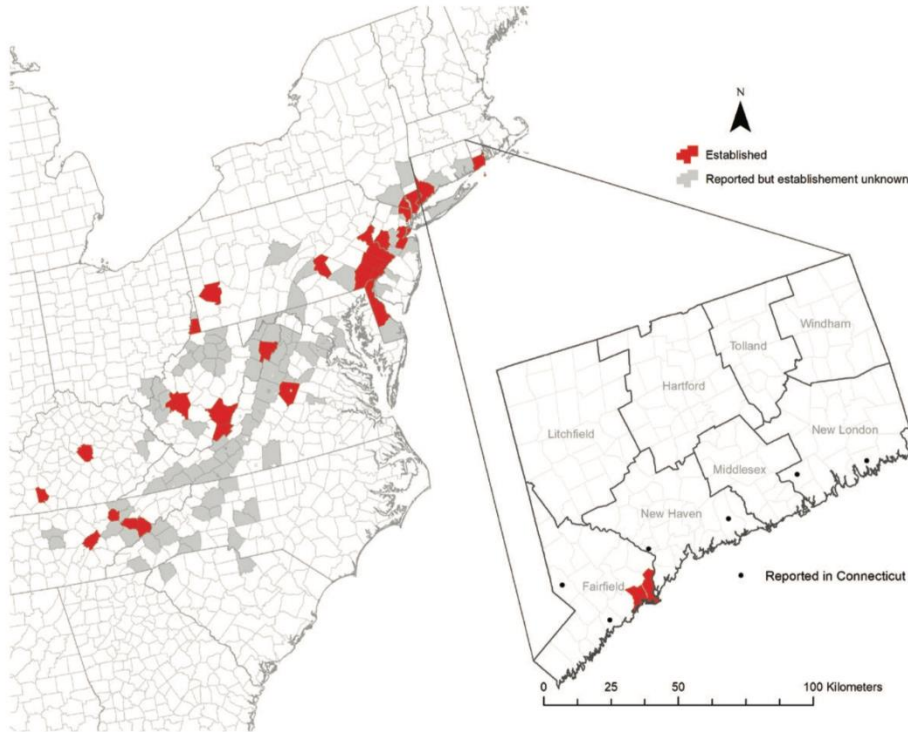 N
Established
Reported but establishement unknown
Windham
Tolland
Hartford
Litchfield
New London
Middlesex
New Haven
Fairfield
Reported in Connecticut
0 25 50 100 Kilometers